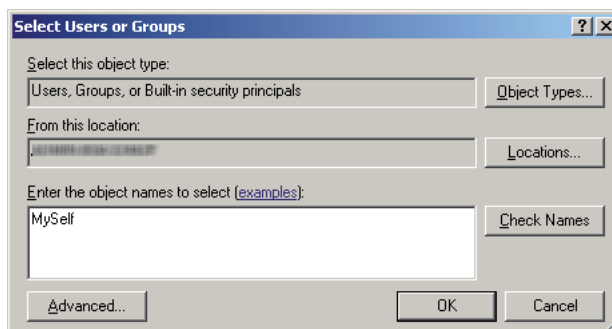 Select Users or Groups
Select this object type:
Users, Groups, or Built-in security principals
Object Types...
From this location:
Locations...
Enter the object names to select (examples):
MySelf
Check Names
Advanced...
OK
Cancel